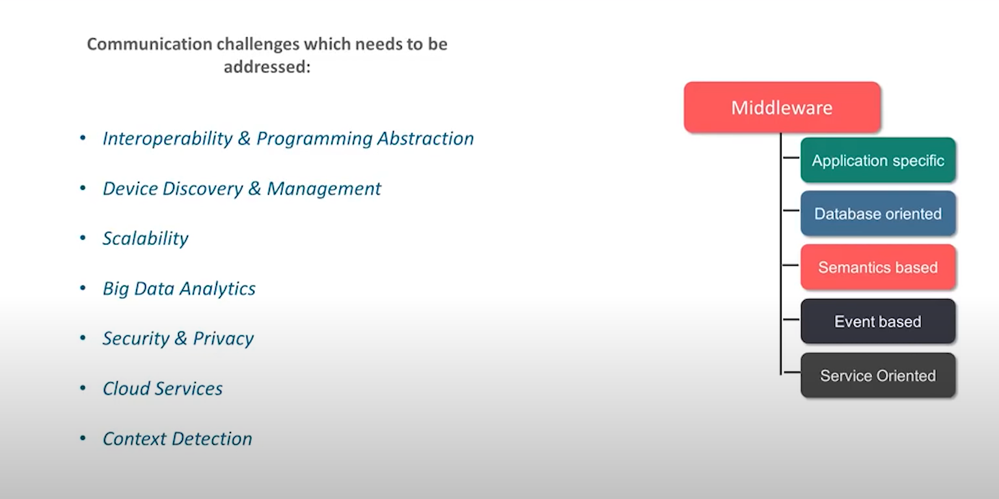 Communication challenges which needs to be
addressed:
• Interoperability & Programming Abstraction
• Device Discovery & Management
• Scalability
• Big Data Analytics
• Security & Privacy
• Cloud Services
• Context Detection
Middleware
Application specific
Database oriented
Semantics based
Event based
Service Oriented